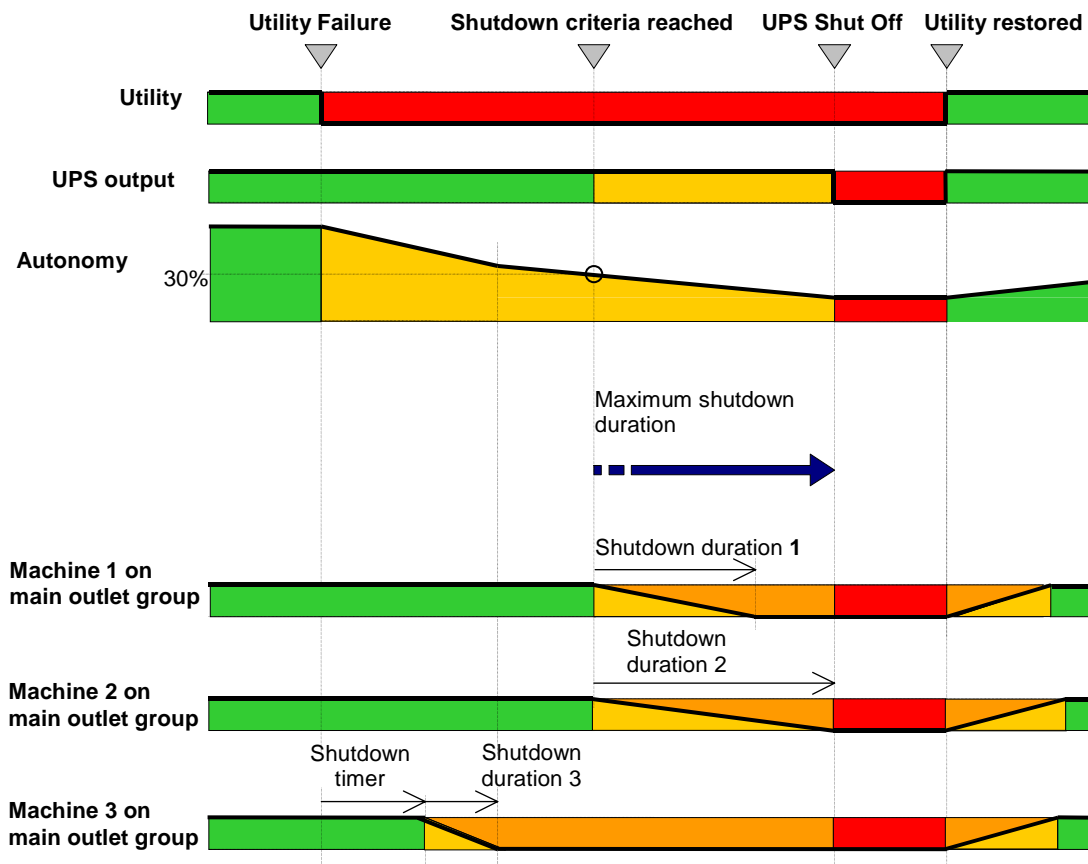 Utility Failure
Shutdown criteria reached
UPS Shut Off
Utility restored
Utility
UPS output
Autonomy
30%
Maximum shutdown
duration
Shutdown duration 1
Machine 1 on
main outlet group
Shutdown
duration 2
Machine 2 on
main outlet group
Shutdown
timer
Shutdown
duration 3
Machine 3 on
main outlet group